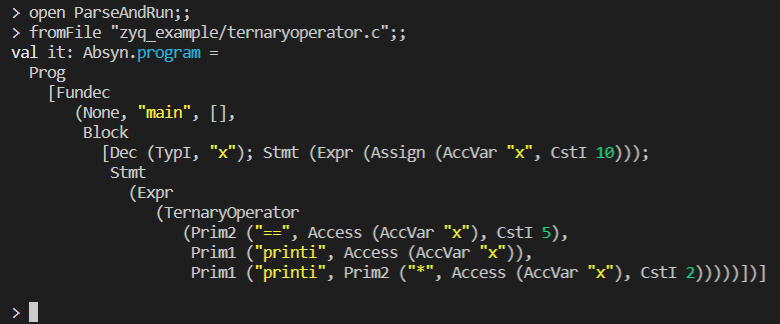 > open ParseAndRun;;
> fromFile "zyq_example/ternaryoperator.c";;
val it: Absyn.program =
  Prog
    [Fundec
       (None, "main", [],
        Block
          [Dec (TypI, "x"); Stmt (Expr (Assign (AccVar "x", CstI 10)));
           Stmt
             (Expr
                (TernaryOperator
                   (Prim2 ("==", Access (AccVar "x"), CstI 5),
                    Prim1 ("printi", Access (AccVar "x")),
                    Prim1 ("printi", Prim2 ("*", Access (AccVar "x"), CstI 2)))))])]
>